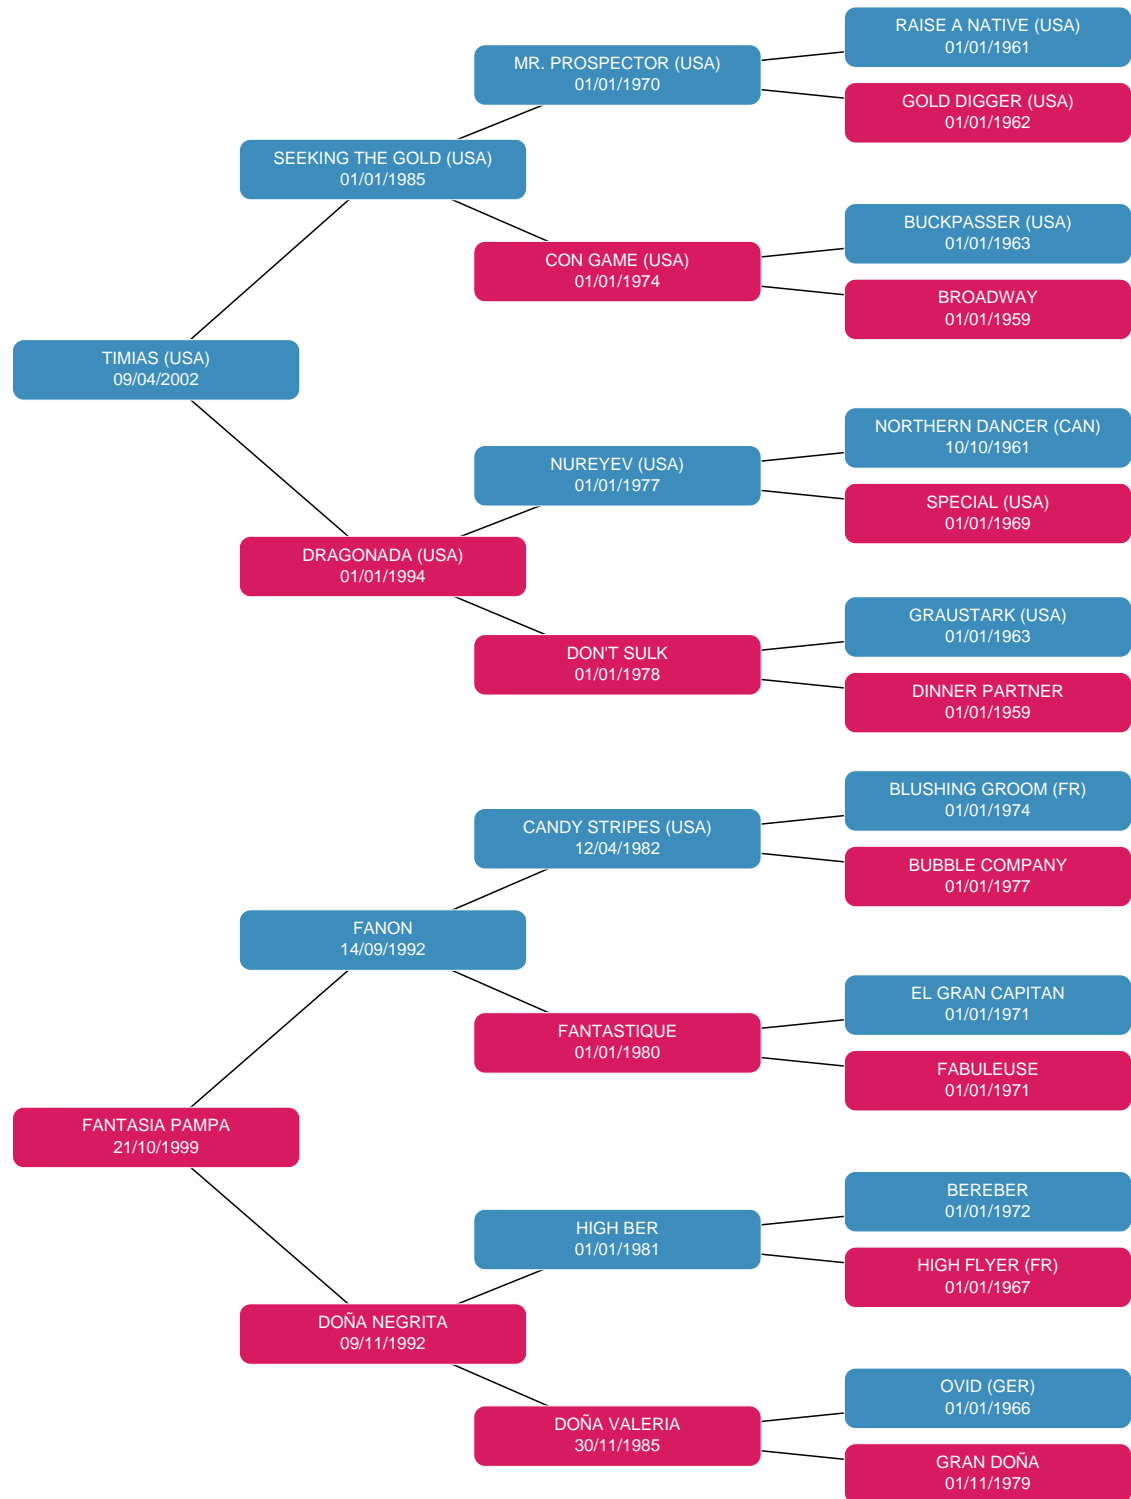 RAISE A NATIVE (USA)
01/01/1961
MR. PROSPECTOR (USA)
01/01/1970
GOLD DIGGER (USA)
01/01/1962
SEEKING THE GOLD (USA)
01/01/1985
BUCKPASSER (USA)
01/01/1963
CON GAME (USA)
01/01/1974
BROADWAY
01/01/1959
TIMIAS (USA)
09/04/2002
NORTHERN DANCER (CAN)
10/10/1961
NUREYEV (USA)
01/01/1977
SPECIAL (USA)
01/01/1969
DRAGONADA (USA)
01/01/1994
GRAUSTARK (USA)
01/01/1963
DON'T SULK
01/01/1978
DINNER PARTNER
01/01/1959
BLUSHING GROOM (FR)
01/01/1974
CANDY STRIPES (USA)
12/04/1982
BUBBLE COMPANY
01/01/1977
FANON
14/09/1992
EL GRAN CAPITAN
01/01/1971
FANTASTIQUE
01/01/1980
FABULEUSE
01/01/1971
FANTASIA PAMPA
21/10/1999
BEREBER
01/01/1972
HIGH BER
01/01/1981
HIGH FLYER (FR)
01/01/1967
DOÑA NEGRITA
09/11/1992
OVID (GER)
01/01/1966
DOÑA VALERIA
30/11/1985
GRAN DOÑA
01/11/1979